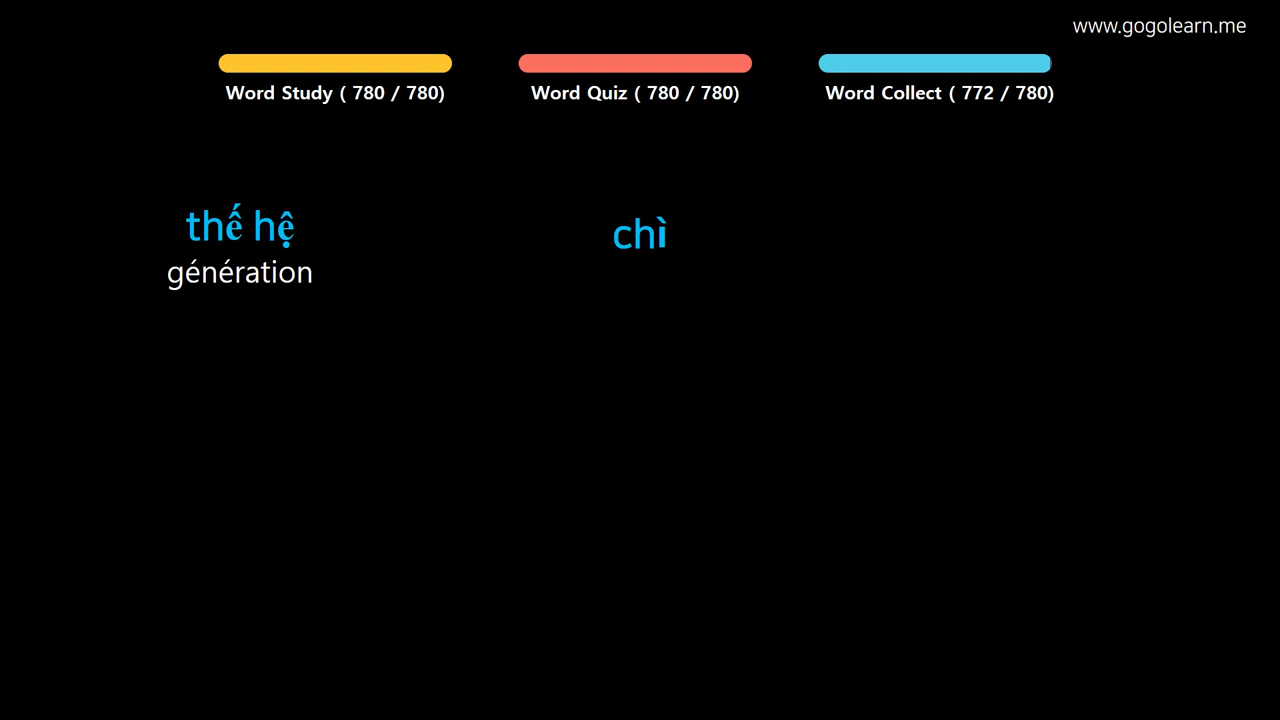 www.gogolearn.me
Word Study ( 780 / 780)
Word Quiz ( 780 / 780)
Word Collect ( 772 / 780)
thế hệ
génération
chì